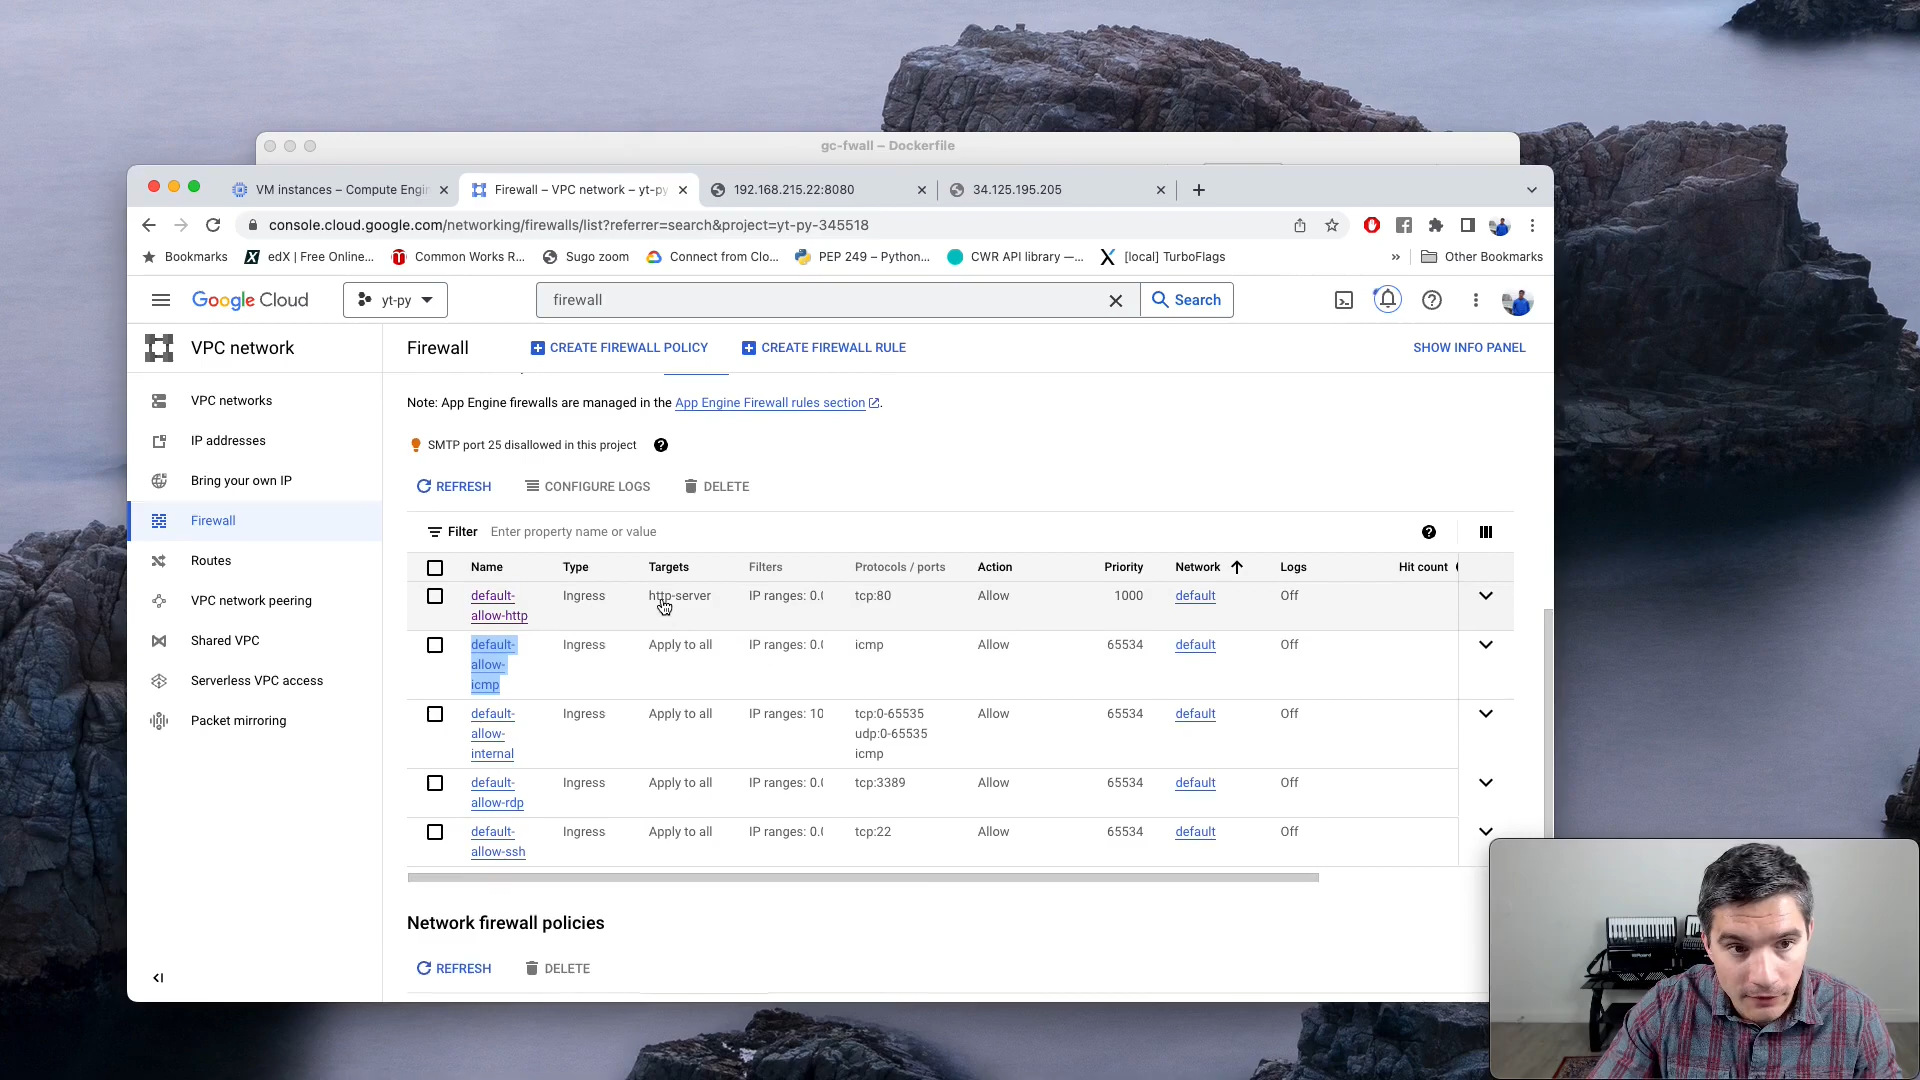 gc-fwall – Dockerfile
VM instances – Compute Engin
Firewall – VPC network – yt-py
192.168.215.22:8080
34.125.195.205
console.cloud.google.com/networking/firewalls/list?referrer=search&project=yt-py-345518
Bookmarks
edX | Free Online...
Common Works R...
Sugo zoom
Connect from Clo...
PEP 249 – Python...
CWR API library —...
[local] TurboFlags
»
Other Bookmarks
Google Cloud
yt-py
firewall
Search
VPC network
Firewall
CREATE FIREWALL POLICY
CREATE FIREWALL RULE
SHOW INFO PANEL
VPC networks
IP addresses
Bring your own IP
Firewall
Routes
VPC network peering
Shared VPC
Serverless VPC access
Packet mirroring
Note: App Engine firewalls are managed in the App Engine Firewall rules section.
SMTP port 25 disallowed in this project
REFRESH
CONFIGURE LOGS
DELETE
Filter Enter property name or value
Name Type Targets Filters Protocols / ports Action Priority Network Logs Hit count
default- Ingress http-server IP ranges: 0.0 tcp:80 Allow 1000 default Off
allow-http
default- Ingress Apply to all IP ranges: 0.0 icmp Allow 65534 default Off
allow-
icmp
default- Ingress Apply to all IP ranges: 10 tcp:0-65535 Allow 65534 default Off
allow- udp:0-65535
internal icmp
default- Ingress Apply to all IP ranges: 0.0 tcp:3389 Allow 65534 default Off
allow-rdp
default- Ingress Apply to all IP ranges: 0.0 tcp:22 Allow 65534 default Off
allow-ssh
Network firewall policies
REFRESH
DELETE